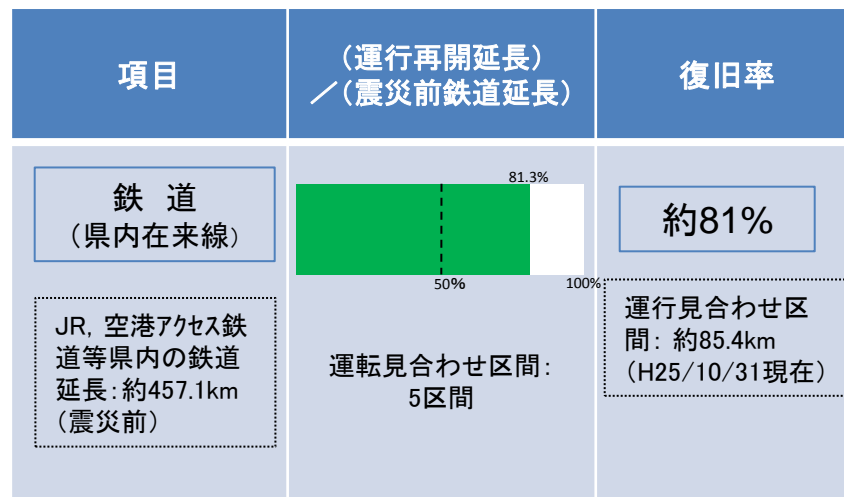 項目
（運行再開延長）
／（震災前鉄道延長）
復旧率
鉄　道
（県内在来線）
81.3%
50%
100%
約81%
JR，空港アクセス鉄
道等県内の鉄道
延長：約457.1km
（震災前）
運転見合わせ区間：
5区間
運行見合わせ区
間：約85.4km
（H25/10/31現在）